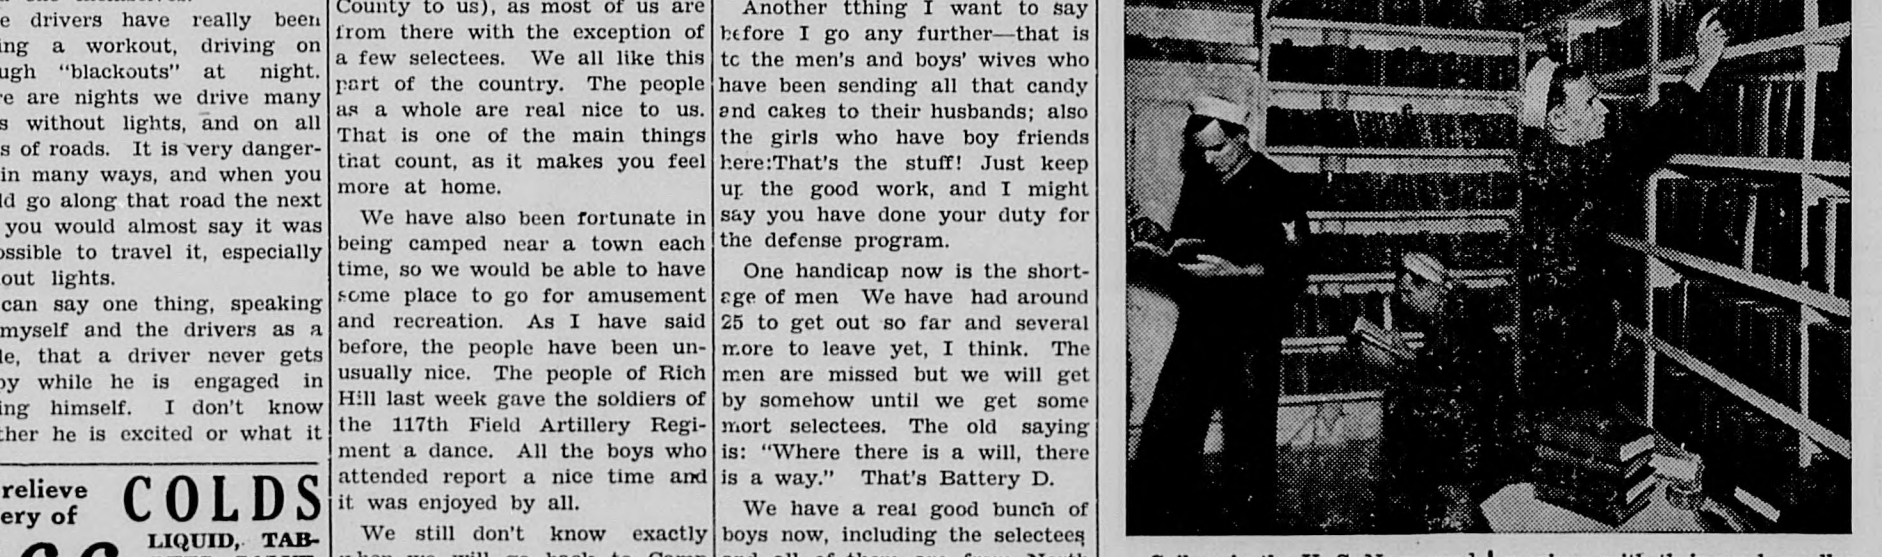 e drivers have really been
ing a workout, driving on
ugh "blackouts" at night.
re are nights we drive many
s without lights, and on all
s of roads. It is very danger-
in many ways, and when you
ld go along that road the next
you would almost say it was
ossible to travel it, especially
out lights.
can say one thing, speaking
myself and the drivers as a
le, that a driver never gets
py while he is engaged in
ing himself. I don't know
ther he is excited or what it
relieve
ery of
COLDS
LIQUID, TAB-
County to us), as most of us are
from there with the exception of
a few selectees. We all like this
part of the country. The people
as a whole are real nice to us.
That is one of the main things
that count, as it makes you feel
more at home.
We have also been fortunate in
being camped near a town each
time, so we would be able to have
some place to go for amusement
and recreation. As I have said
before, the people have been un-
usually nice. The people of Rich
Hill last week gave the soldiers of
the 117th Field Artillery Regi-
ment a dance. All the boys who
attended report a nice time and
it was enjoyed by all.
We still don't know exactly
Another tthing I want to say
before I go any further—that is
tc the men's and boys' wives who
have been sending all that candy
and cakes to their husbands; also
the girls who have boy friends
here:That's the stuff! Just keep
up the good work, and I might
say you have done your duty for
the defense program.
One handicap now is the short-
age of men We have had around
25 to get out so far and several
more to leave yet, I think. The
men are missed but we will get
by somehow until we get some
mort selectees. The old saying
is: "Where there is a will, there
is a way." That's Battery D.
We have a real good bunch of
boys now, including the selectees